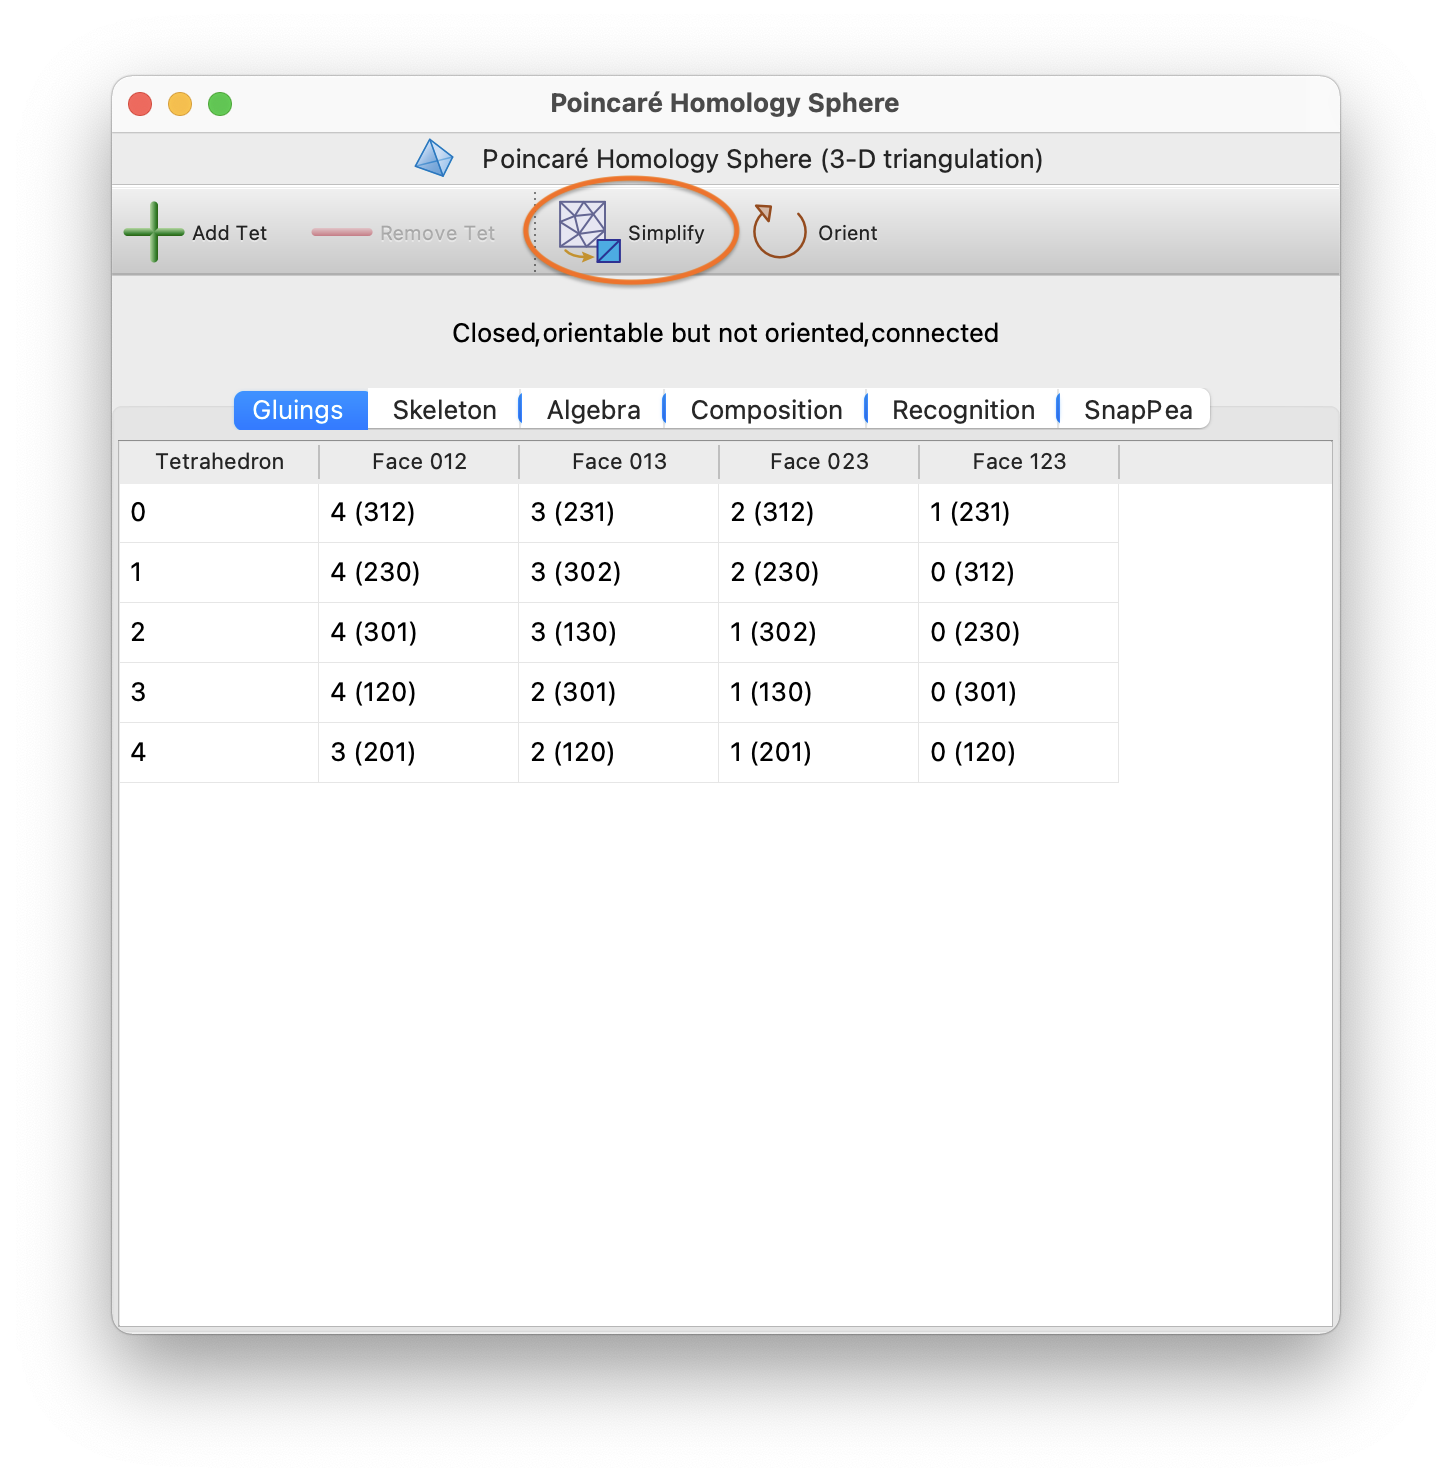 Poincaré Homology Sphere
Poincaré Homology Sphere (3-D triangulation)
Add Tet Remove Tet Simplify Orient
Closed,orientable but not oriented,connected
Gluings Skeleton Algebra Composition Recognition SnapPea
Tetrahedron Face 012 Face 013 Face 023 Face 123
0 4 (312) 3 (231) 2 (312) 1 (231)
1 4 (230) 3 (302) 2 (230) 0 (312)
2 4 (301) 3 (130) 1 (302) 0 (230)
3 4 (120) 2 (301) 1 (130) 0 (301)
4 3 (201) 2 (120) 1 (201) 0 (120)